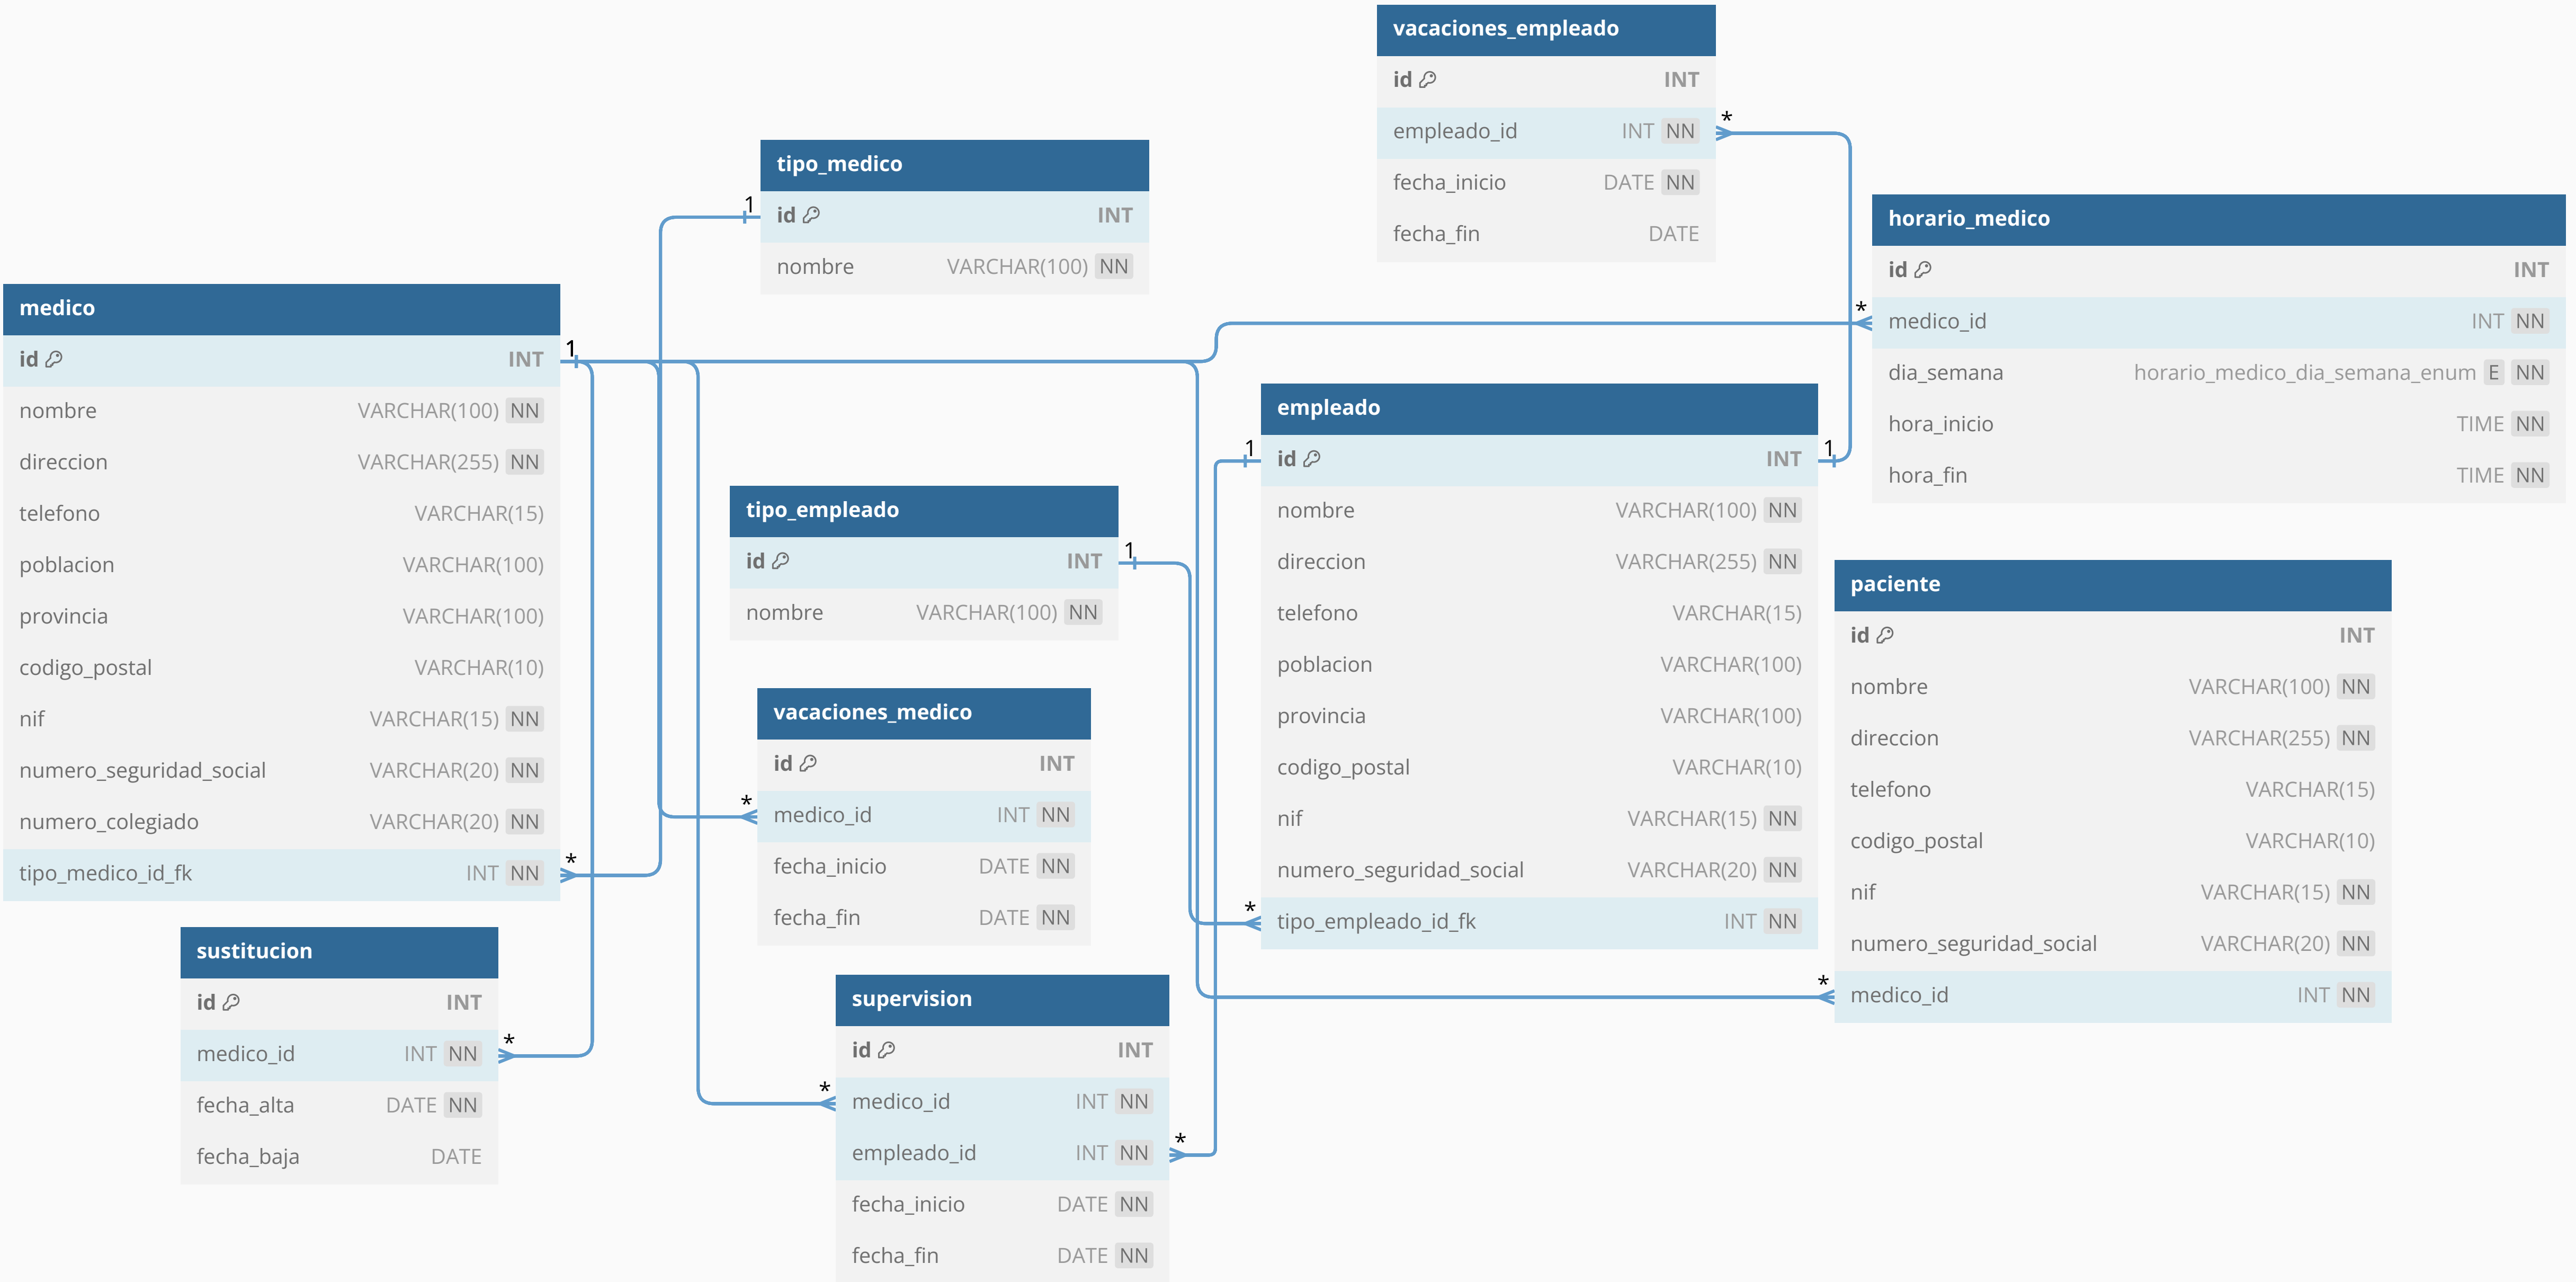 vacaciones_empleado
id INT
empleado_id INT NN
fecha_inicio DATE NN
fecha_fin DATE
*
tipo_medico
id INT
nombre VARCHAR(100) NN
1
horario_medico
id INT
medico_id INT NN
dia_semana horario_medico_dia_semana_enum E NN
hora_inicio TIME NN
hora_fin TIME NN
*
medico
id INT
nombre VARCHAR(100) NN
direccion VARCHAR(255) NN
telefono VARCHAR(15)
poblacion VARCHAR(100)
provincia VARCHAR(100)
codigo_postal VARCHAR(10)
nif VARCHAR(15) NN
numero_seguridad_social VARCHAR(20) NN
numero_colegiado VARCHAR(20) NN
tipo_medico_id_fk INT NN
1
*
empleado
id INT
nombre VARCHAR(100) NN
direccion VARCHAR(255) NN
telefono VARCHAR(15)
poblacion VARCHAR(100)
provincia VARCHAR(100)
codigo_postal VARCHAR(10)
nif VARCHAR(15) NN
numero_seguridad_social VARCHAR(20) NN
tipo_empleado_id_fk INT NN
1
1
*
tipo_empleado
id INT
nombre VARCHAR(100) NN
1
paciente
id INT
nombre VARCHAR(100) NN
direccion VARCHAR(255) NN
telefono VARCHAR(15)
codigo_postal VARCHAR(10)
nif VARCHAR(15) NN
numero_seguridad_social VARCHAR(20) NN
medico_id INT NN
*
vacaciones_medico
id INT
medico_id INT NN
fecha_inicio DATE NN
fecha_fin DATE NN
*
sustitucion
id INT
medico_id INT NN
fecha_alta DATE NN
fecha_baja DATE
*
supervision
id INT
medico_id INT NN
empleado_id INT NN
fecha_inicio DATE NN
fecha_fin DATE NN
*
*